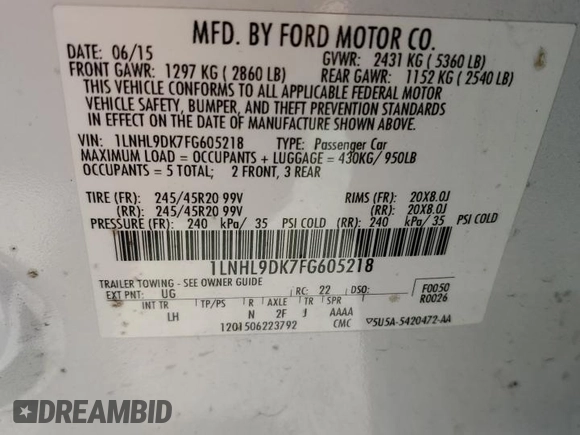 MFD. BY FORD MOTOR CO.
06/15 GVWR: 2431 KG ( 5360 LB)
FRONT GAWR: 1297 KG ( 2860 LB) REAR GAWR: 1152 KG ( 2540 LB)
THIS VEHICLE CONFORMS TO ALL APPLICABLE FEDERAL MOTOR
VEHICLE SAFETY, BUMPER, AND THEFT PREVENTION STANDARDS
IN EFFECT ON THE DATE OF MANUFACTURE SHOWN ABOVE.
VIN: 1LNHL9DK7FG605218 TYPE: Passenger Car
MAXIMUM LOAD = OCCUPANTS + LUGGAGE = 430KG/ 950LB
OCCUPANTS = 5 TOTAL; 2 FRONT, 3 REAR
TIRE (FR): 245/45R20 99V RIMS (FR): 20X8.0J
(RR): 245/45R20 99V (RR): 20X8.0J
PRESSURE (FR): 240 kPa/ 35 PSI COLD (RR): 240 kPa/ 35 PSI COLD
1LNHL9DK7FG605218
TRAILER TOWING - SEE OWNER GUIDE
EXT PNT: UG RC: 22 DSO: F0050
R0026
INT TR TP/PS R AXLE TR SPR
LH N 2F J AAAA
1201506223792 CMC 5U5A-5420472-AA
DREAMBID